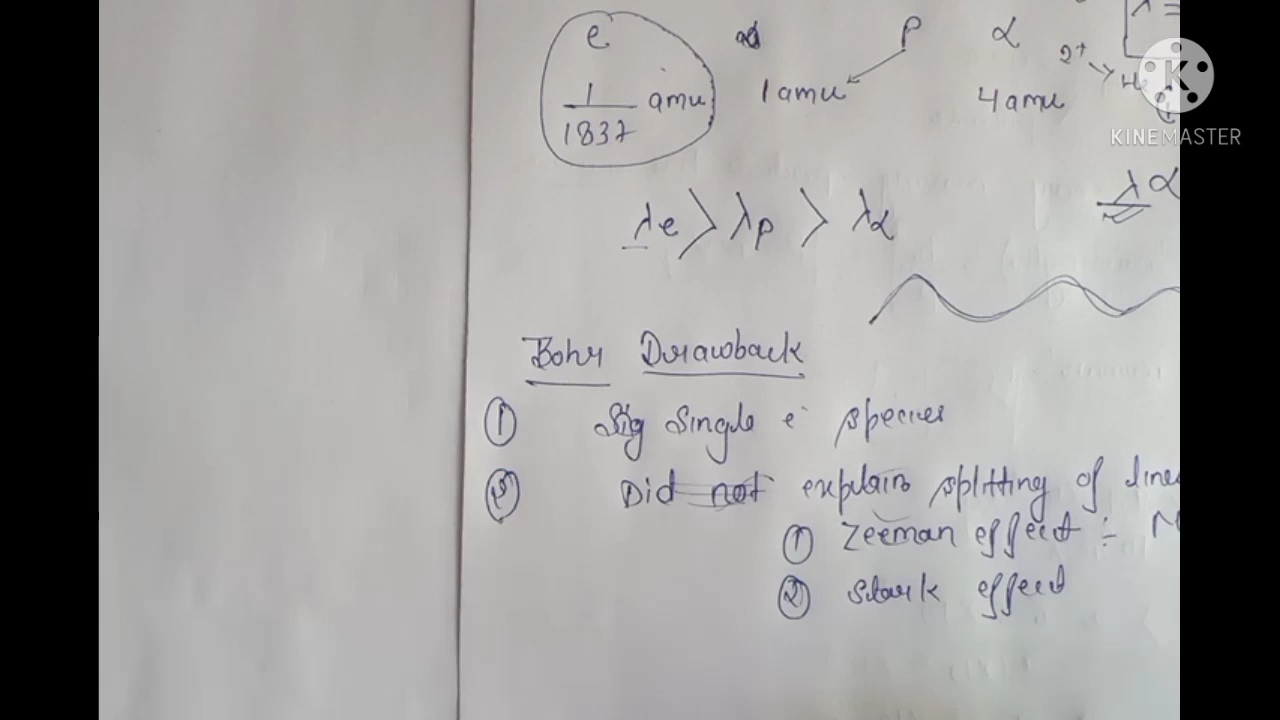 e p α λ =
1/1837 amu 1 amu 4 amu 2+ He
KINEMASTER
λe > λp > λα λ α
Bohr Drawback
① Single e⁻ species
② Did not explain splitting of lines
① Zeeman effect ÷ M
② Stark effect